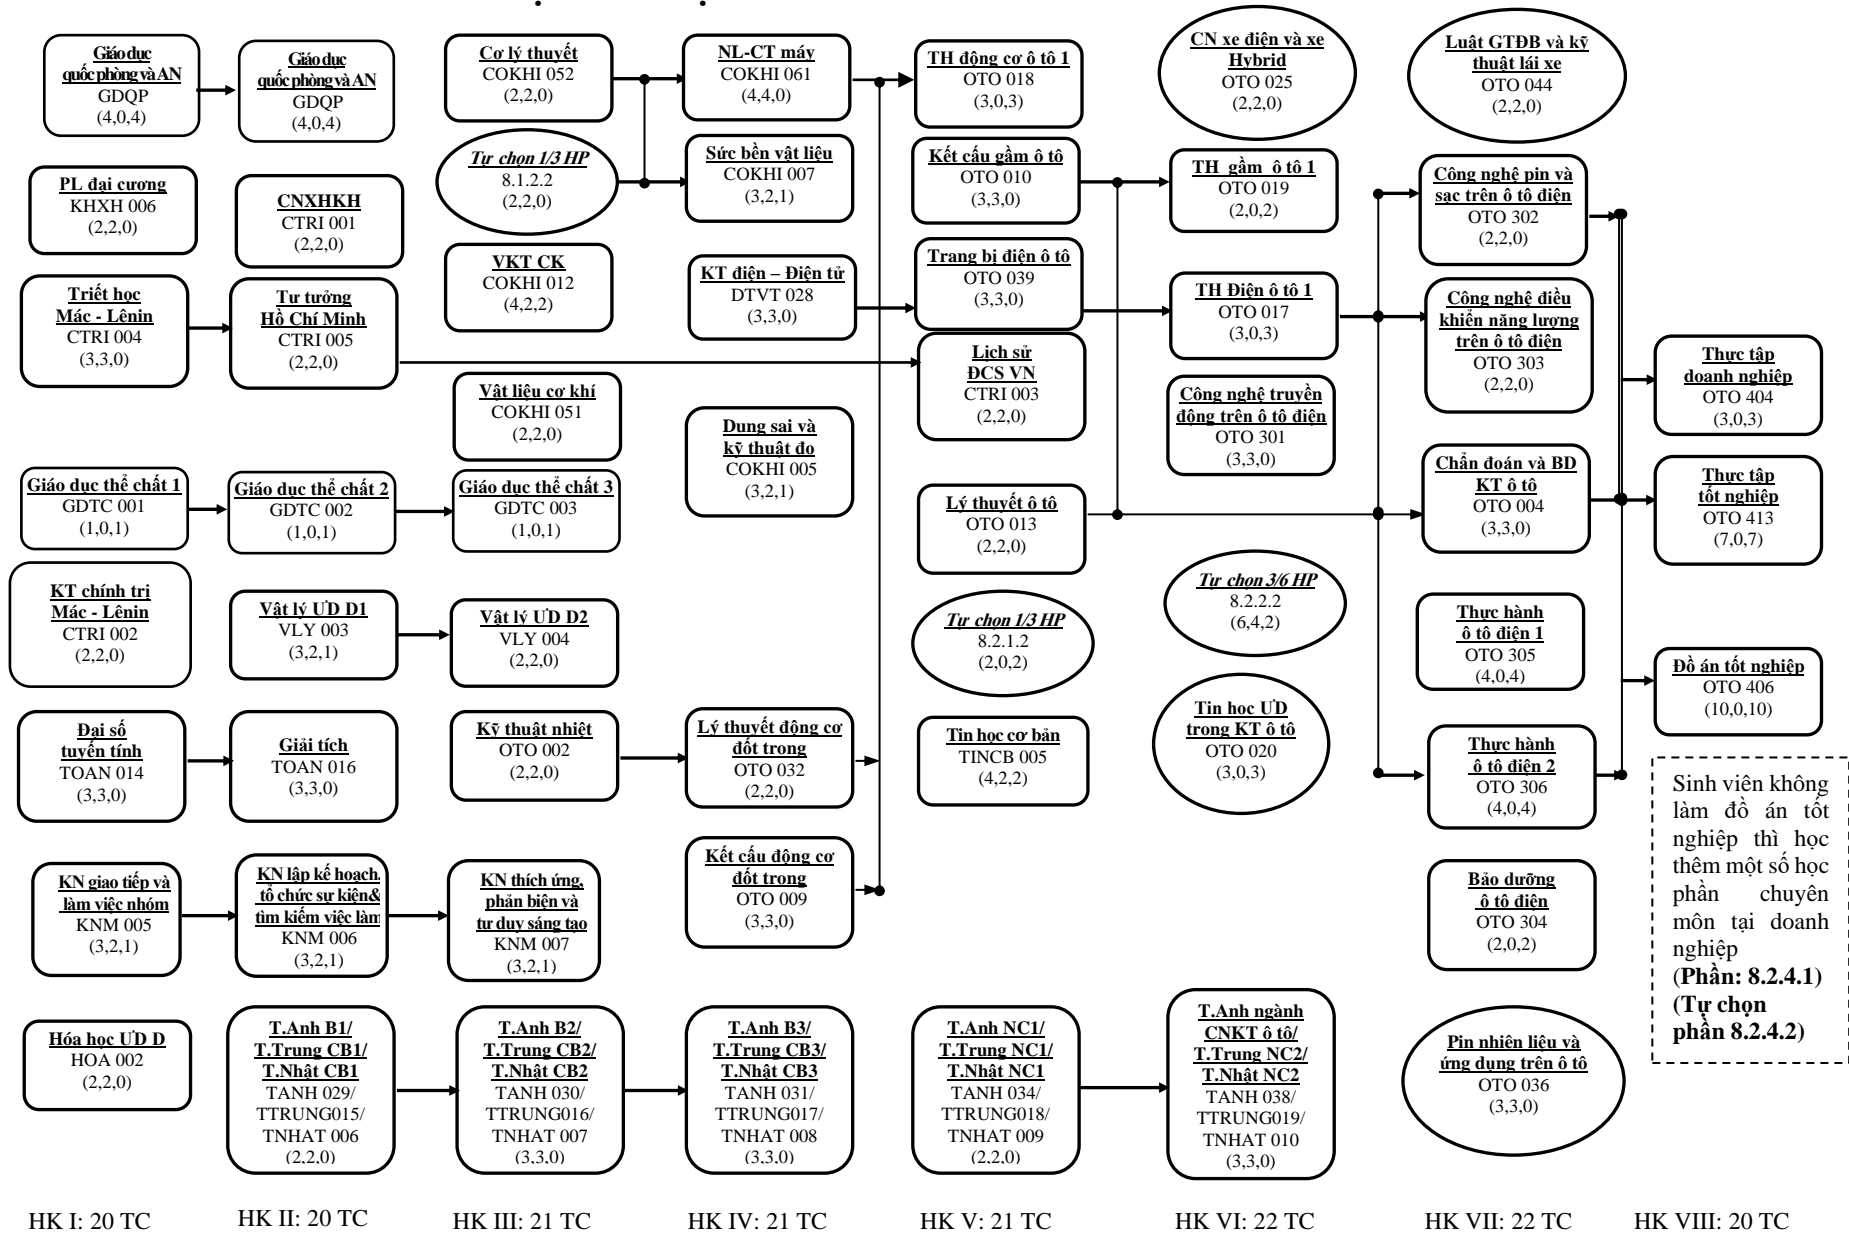 Giáo dục
quốc phòng và AN
GDQP
(4,0,4)
PL đại cương
KHXH 006
(2,2,0)
Triết học
Mác - Lênin
CTRI 004
(3,3,0)
Giáo dục thể chất 1
GDTC 001
(1,0,1)
KT chính trị
Mác - Lênin
CTRI 002
(2,2,0)
Đại số
tuyến tính
TOAN 014
(3,3,0)
KN giao tiếp và
làm việc nhóm
KNM 005
(3,2,1)
Hóa học ƯD D
HOA 002
(2,2,0)
HK I: 20 TC
Giáo dục
quốc phòng và AN
GDQP
(4,0,4)
CNXHKH
CTRI 001
(2,2,0)
Tư tưởng
Hồ Chí Minh
CTRI 005
(2,2,0)
Giáo dục thể chất 2
GDTC 002
(1,0,1)
Vật lý ƯD D1
VLY 003
(3,2,1)
Giải tích
TOAN 016
(3,3,0)
KN lập kế hoạch,
tổ chức sự kiện&
tìm kiếm việc làm
KNM 006
(3,2,1)
T.Anh B1/
T.Trung CB1/
T.Nhật CB1
TANH 029/
TTRUNG015/
TNHAT 006
(2,2,0)
HK II: 20 TC
Cơ lý thuyết
COKHI 052
(2,2,0)
Tự chọn 1/3 HP
8.1.2.2
(2,2,0)
VKT CK
COKHI 012
(4,2,2)
Vật liệu cơ khí
COKHI 051
(2,2,0)
Giáo dục thể chất 3
GDTC 003
(1,0,1)
Vật lý ƯD D2
VLY 004
(2,2,0)
Kỹ thuật nhiệt
OTO 002
(2,2,0)
KN thích ứng,
phản biện và
tư duy sáng tạo
KNM 007
(3,2,1)
T.Anh B2/
T.Trung CB2/
T.Nhật CB2
TANH 030/
TTRUNG016/
TNHAT 007
(3,3,0)
HK III: 21 TC
NL-CT máy
COKHI 061
(4,4,0)
Sức bền vật liệu
COKHI 007
(3,2,1)
KT điện – Điện tử
DTVT 028
(3,3,0)
Dung sai và
kỹ thuật đo
COKHI 005
(3,2,1)
Lý thuyết động cơ
đốt trong
OTO 032
(2,2,0)
Kết cấu động cơ
đốt trong
OTO 009
(3,3,0)
T.Anh B3/
T.Trung CB3/
T.Nhật CB3
TANH 031/
TTRUNG017/
TNHAT 008
(3,3,0)
HK IV: 21 TC
TH động cơ ô tô 1
OTO 018
(3,0,3)
Kết cấu gầm ô tô
OTO 010
(3,3,0)
Trang bị điện ô tô
OTO 039
(3,3,0)
Lịch sử
ĐCS VN
CTRI 003
(2,2,0)
Lý thuyết ô tô
OTO 013
(2,2,0)
Tự chọn 1/3 HP
8.2.1.2
(2,0,2)
Tin học cơ bản
TINCB 005
(4,2,2)
T.Anh NC1/
T.Trung NC1/
T.Nhật NC1
TANH 034/
TTRUNG018/
TNHAT 009
(2,2,0)
HK V: 21 TC
CN xe điện và xe
Hybrid
OTO 025
(2,2,0)
TH gầm ô tô 1
OTO 019
(2,0,2)
TH Điện ô tô 1
OTO 017
(3,0,3)
Công nghệ truyền
động trên ô tô điện
OTO 301
(3,3,0)
Tự chọn 3/6 HP
8.2.2.2
(6,4,2)
Tin học ƯD
trong KT ô tô
OTO 020
(3,0,3)
T.Anh ngành
CNKT ô tô/
T.Trung NC2/
T.Nhật NC2
TANH 038/
TTRUNG019/
TNHAT 010
(3,3,0)
HK VI: 22 TC
Luật GTĐB và kỹ
thuật lái xe
OTO 044
(2,2,0)
Công nghệ pin và
sạc trên ô tô điện
OTO 302
(2,2,0)
Công nghệ điều
khiển năng lượng
trên ô tô điện
OTO 303
(2,2,0)
Chẩn đoán và BD
KT ô tô
OTO 004
(3,3,0)
Thực hành
ô tô điện 1
OTO 305
(4,0,4)
Thực hành
ô tô điện 2
OTO 306
(4,0,4)
Bảo dưỡng
ô tô điện
OTO 304
(2,0,2)
Pin nhiên liệu và
ứng dụng trên ô tô
OTO 036
(3,3,0)
HK VII: 22 TC
Thực tập
doanh nghiệp
OTO 404
(3,0,3)
Thực tập
tốt nghiệp
OTO 413
(7,0,7)
Đồ án tốt nghiệp
OTO 406
(10,0,10)
Sinh viên không
làm đồ án tốt
nghiệp thì học
thêm một số học
phần chuyên
môn tại doanh
nghiệp
(Phần: 8.2.4.1)
(Tự chọn
phần 8.2.4.2)
HK VIII: 20 TC